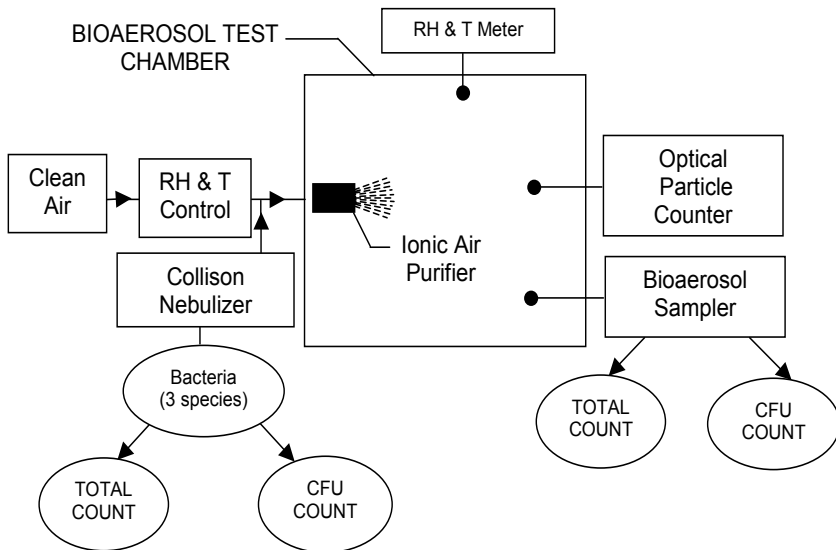 BIOAEROSOL TEST
CHAMBER
RH & T Meter
Clean
Air
RH & T
Control
Ionic Air
Purifier
Optical
Particle
Counter
Collison
Nebulizer
Bioaerosol
Sampler
Bacteria
(3 species)
TOTAL
COUNT
CFU
COUNT
TOTAL
COUNT
CFU
COUNT